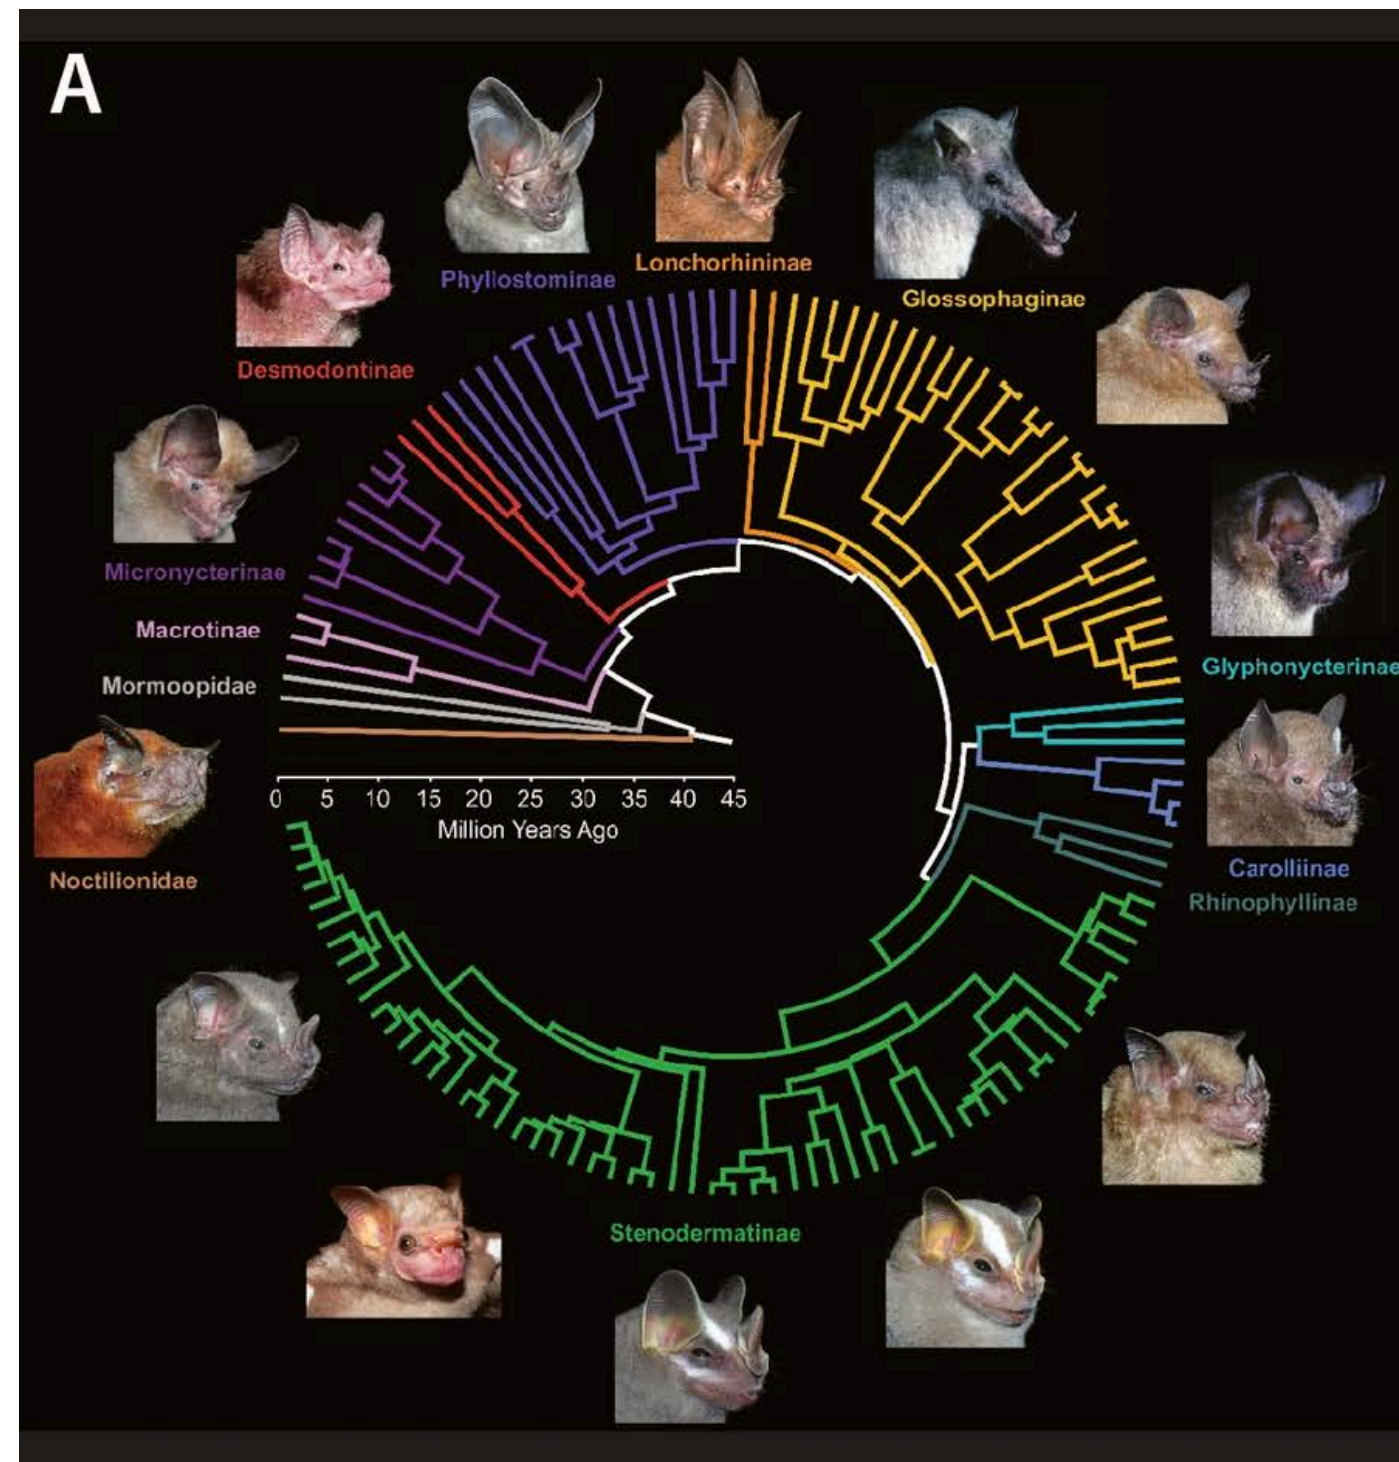 A
Lonchorhininae
Phyllostominae
Glossophaginae
Desmodontinae
Micronycterinae
Macrotinae
Glyphonycterinae
Mormoopidae
0 5 10 15 20 25 30 35 40 45
Million Years Ago
Carolliinae
Noctilionidae
Rhinophyllinae
Stenodermatinae